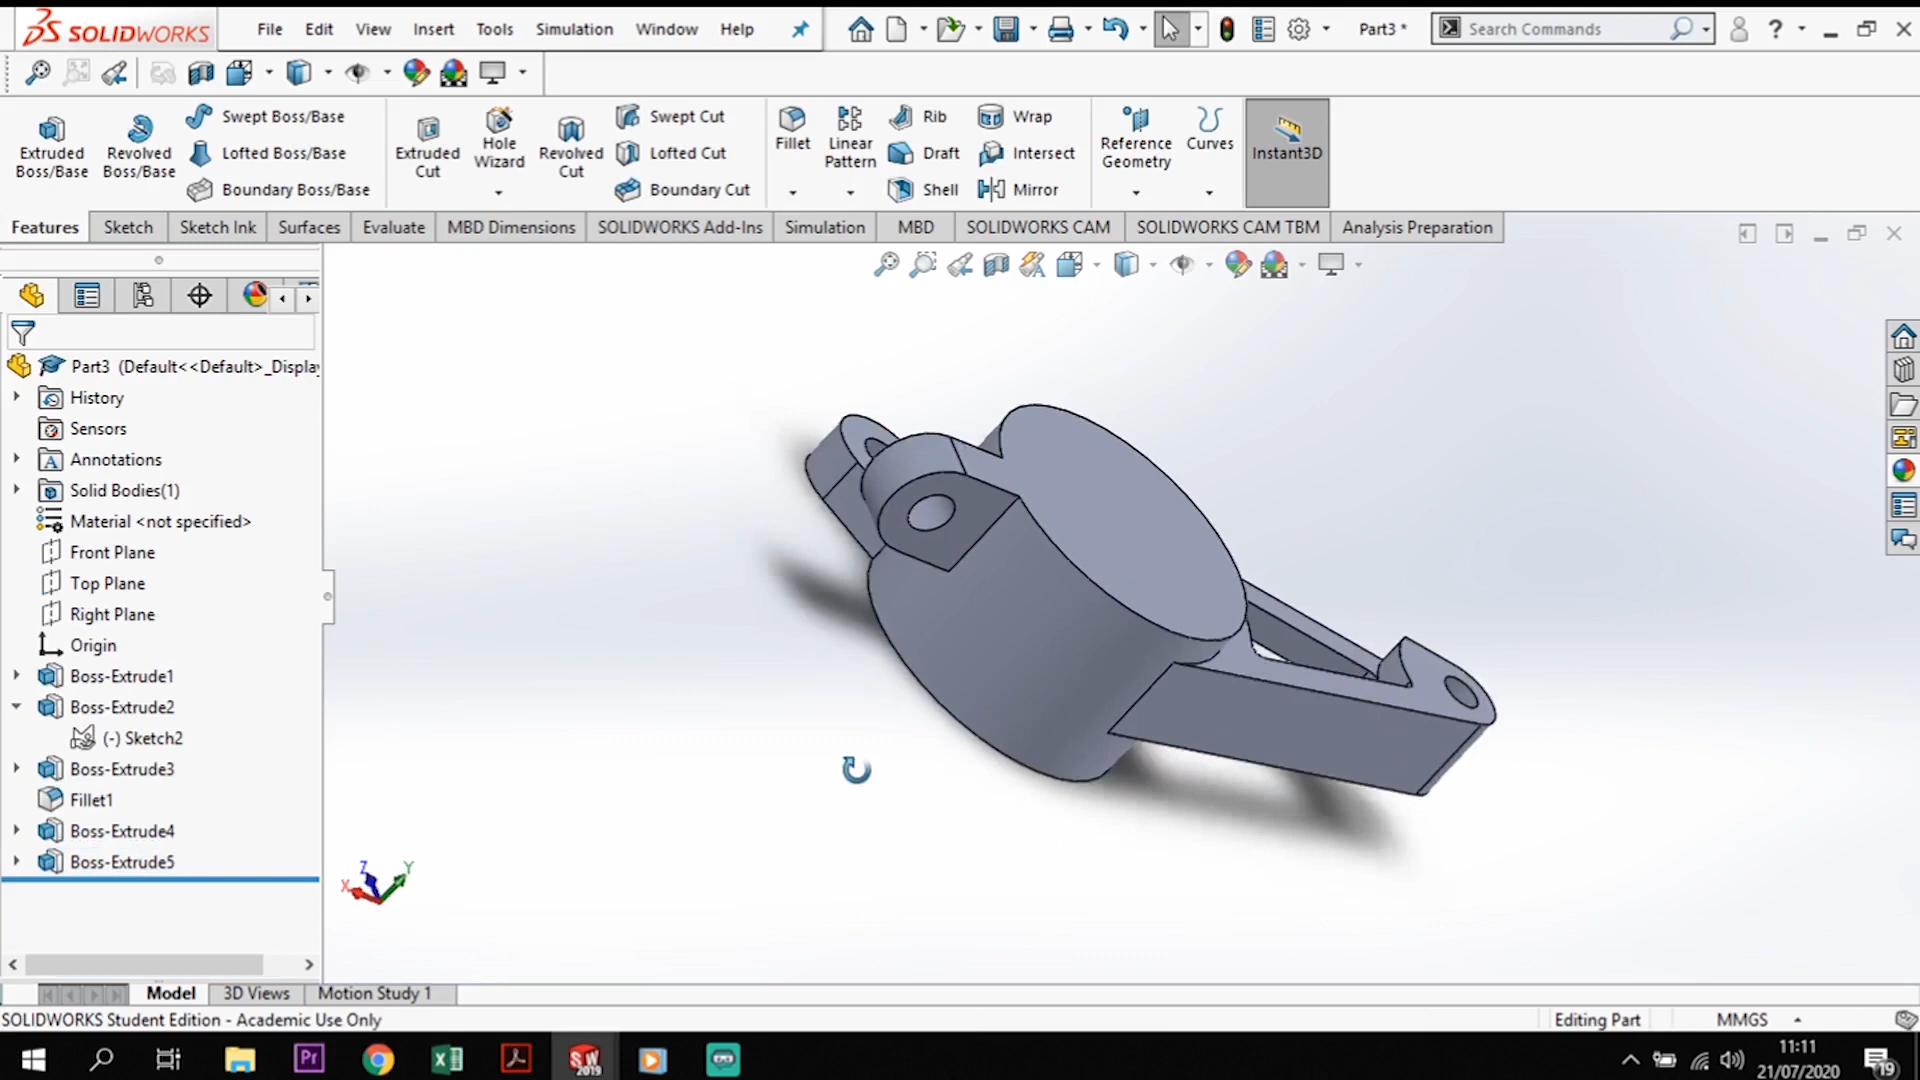 SOLIDWORKS File Edit View Insert Tools Simulation Window Help Part3 * Search Commands ?
Extruded Boss/Base
Revolved Boss/Base
Swept Boss/Base
Lofted Boss/Base
Boundary Boss/Base
Extruded Cut
Hole Wizard
Revolved Cut
Swept Cut
Lofted Cut
Boundary Cut
Fillet
Linear Pattern
Rib
Draft
Shell
Wrap
Intersect
Mirror
Reference Geometry
Curves
Instant3D
Features Sketch Sketch Ink Surfaces Evaluate MBD Dimensions SOLIDWORKS Add-Ins Simulation MBD SOLIDWORKS CAM SOLIDWORKS CAM TBM Analysis Preparation
Part3 (Default<<Default>_Display
History
Sensors
A Annotations
Solid Bodies(1)
Material <not specified>
Front Plane
Top Plane
Right Plane
Origin
Boss-Extrude1
Boss-Extrude2
(-) Sketch2
Boss-Extrude3
Fillet1
Boss-Extrude4
Boss-Extrude5
X Z Y
Model 3D Views Motion Study 1
SOLIDWORKS Student Edition - Academic Use Only Editing Part MMGS
Pr SW 2019 11:11
21/07/2020 19